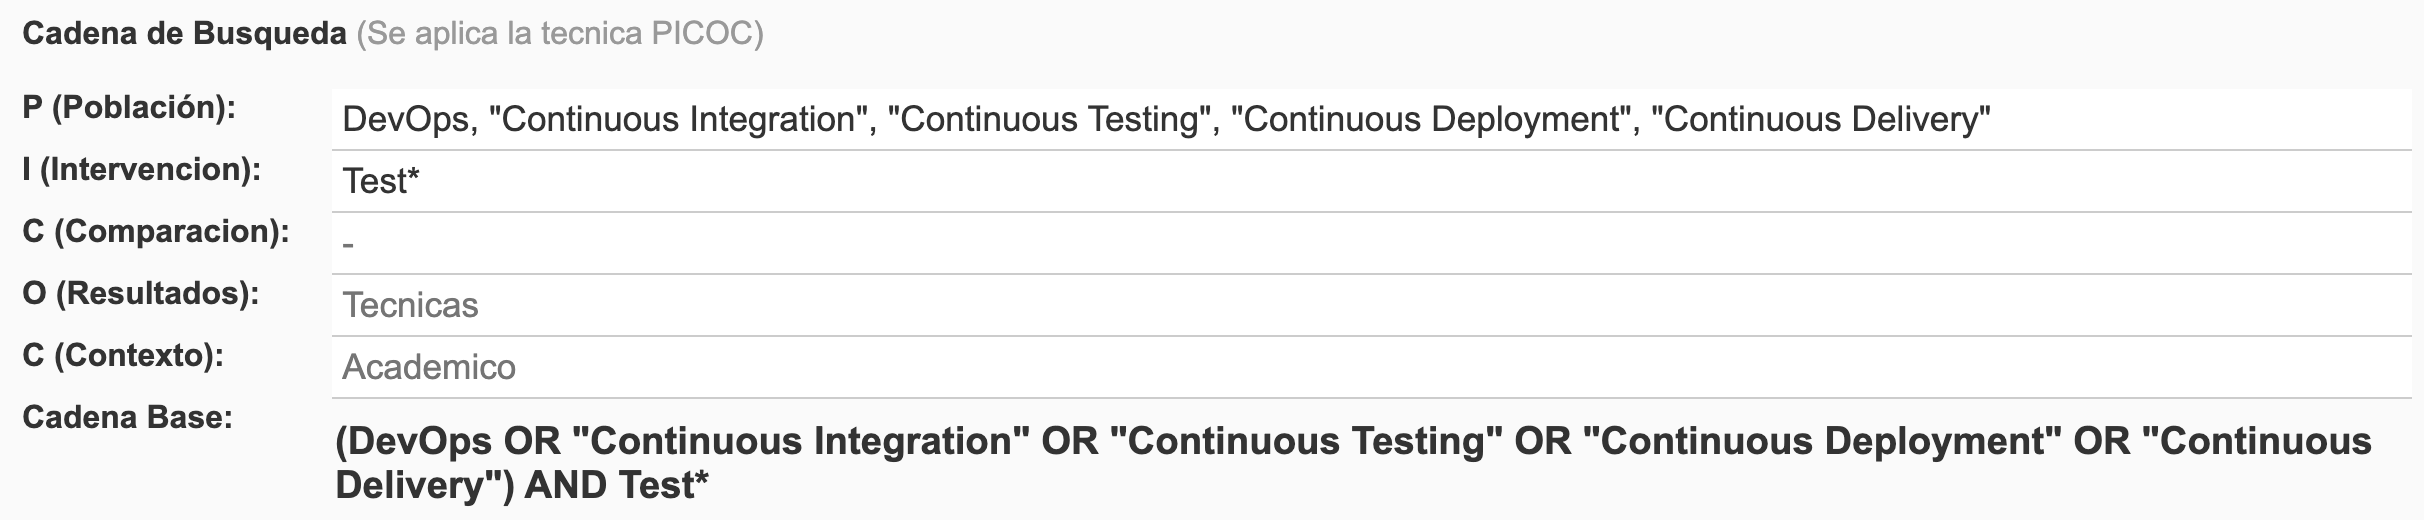 Cadena de Busqueda (Se aplica la tecnica PICOC)
P (Población): DevOps, "Continuous Integration", "Continuous Testing", "Continuous Deployment", "Continuous Delivery"
I (Intervencion): Test*
C (Comparacion): -
O (Resultados): Tecnicas
C (Contexto): Academico
Cadena Base: (DevOps OR "Continuous Integration" OR "Continuous Testing" OR "Continuous Deployment" OR "Continuous
Delivery") AND Test*